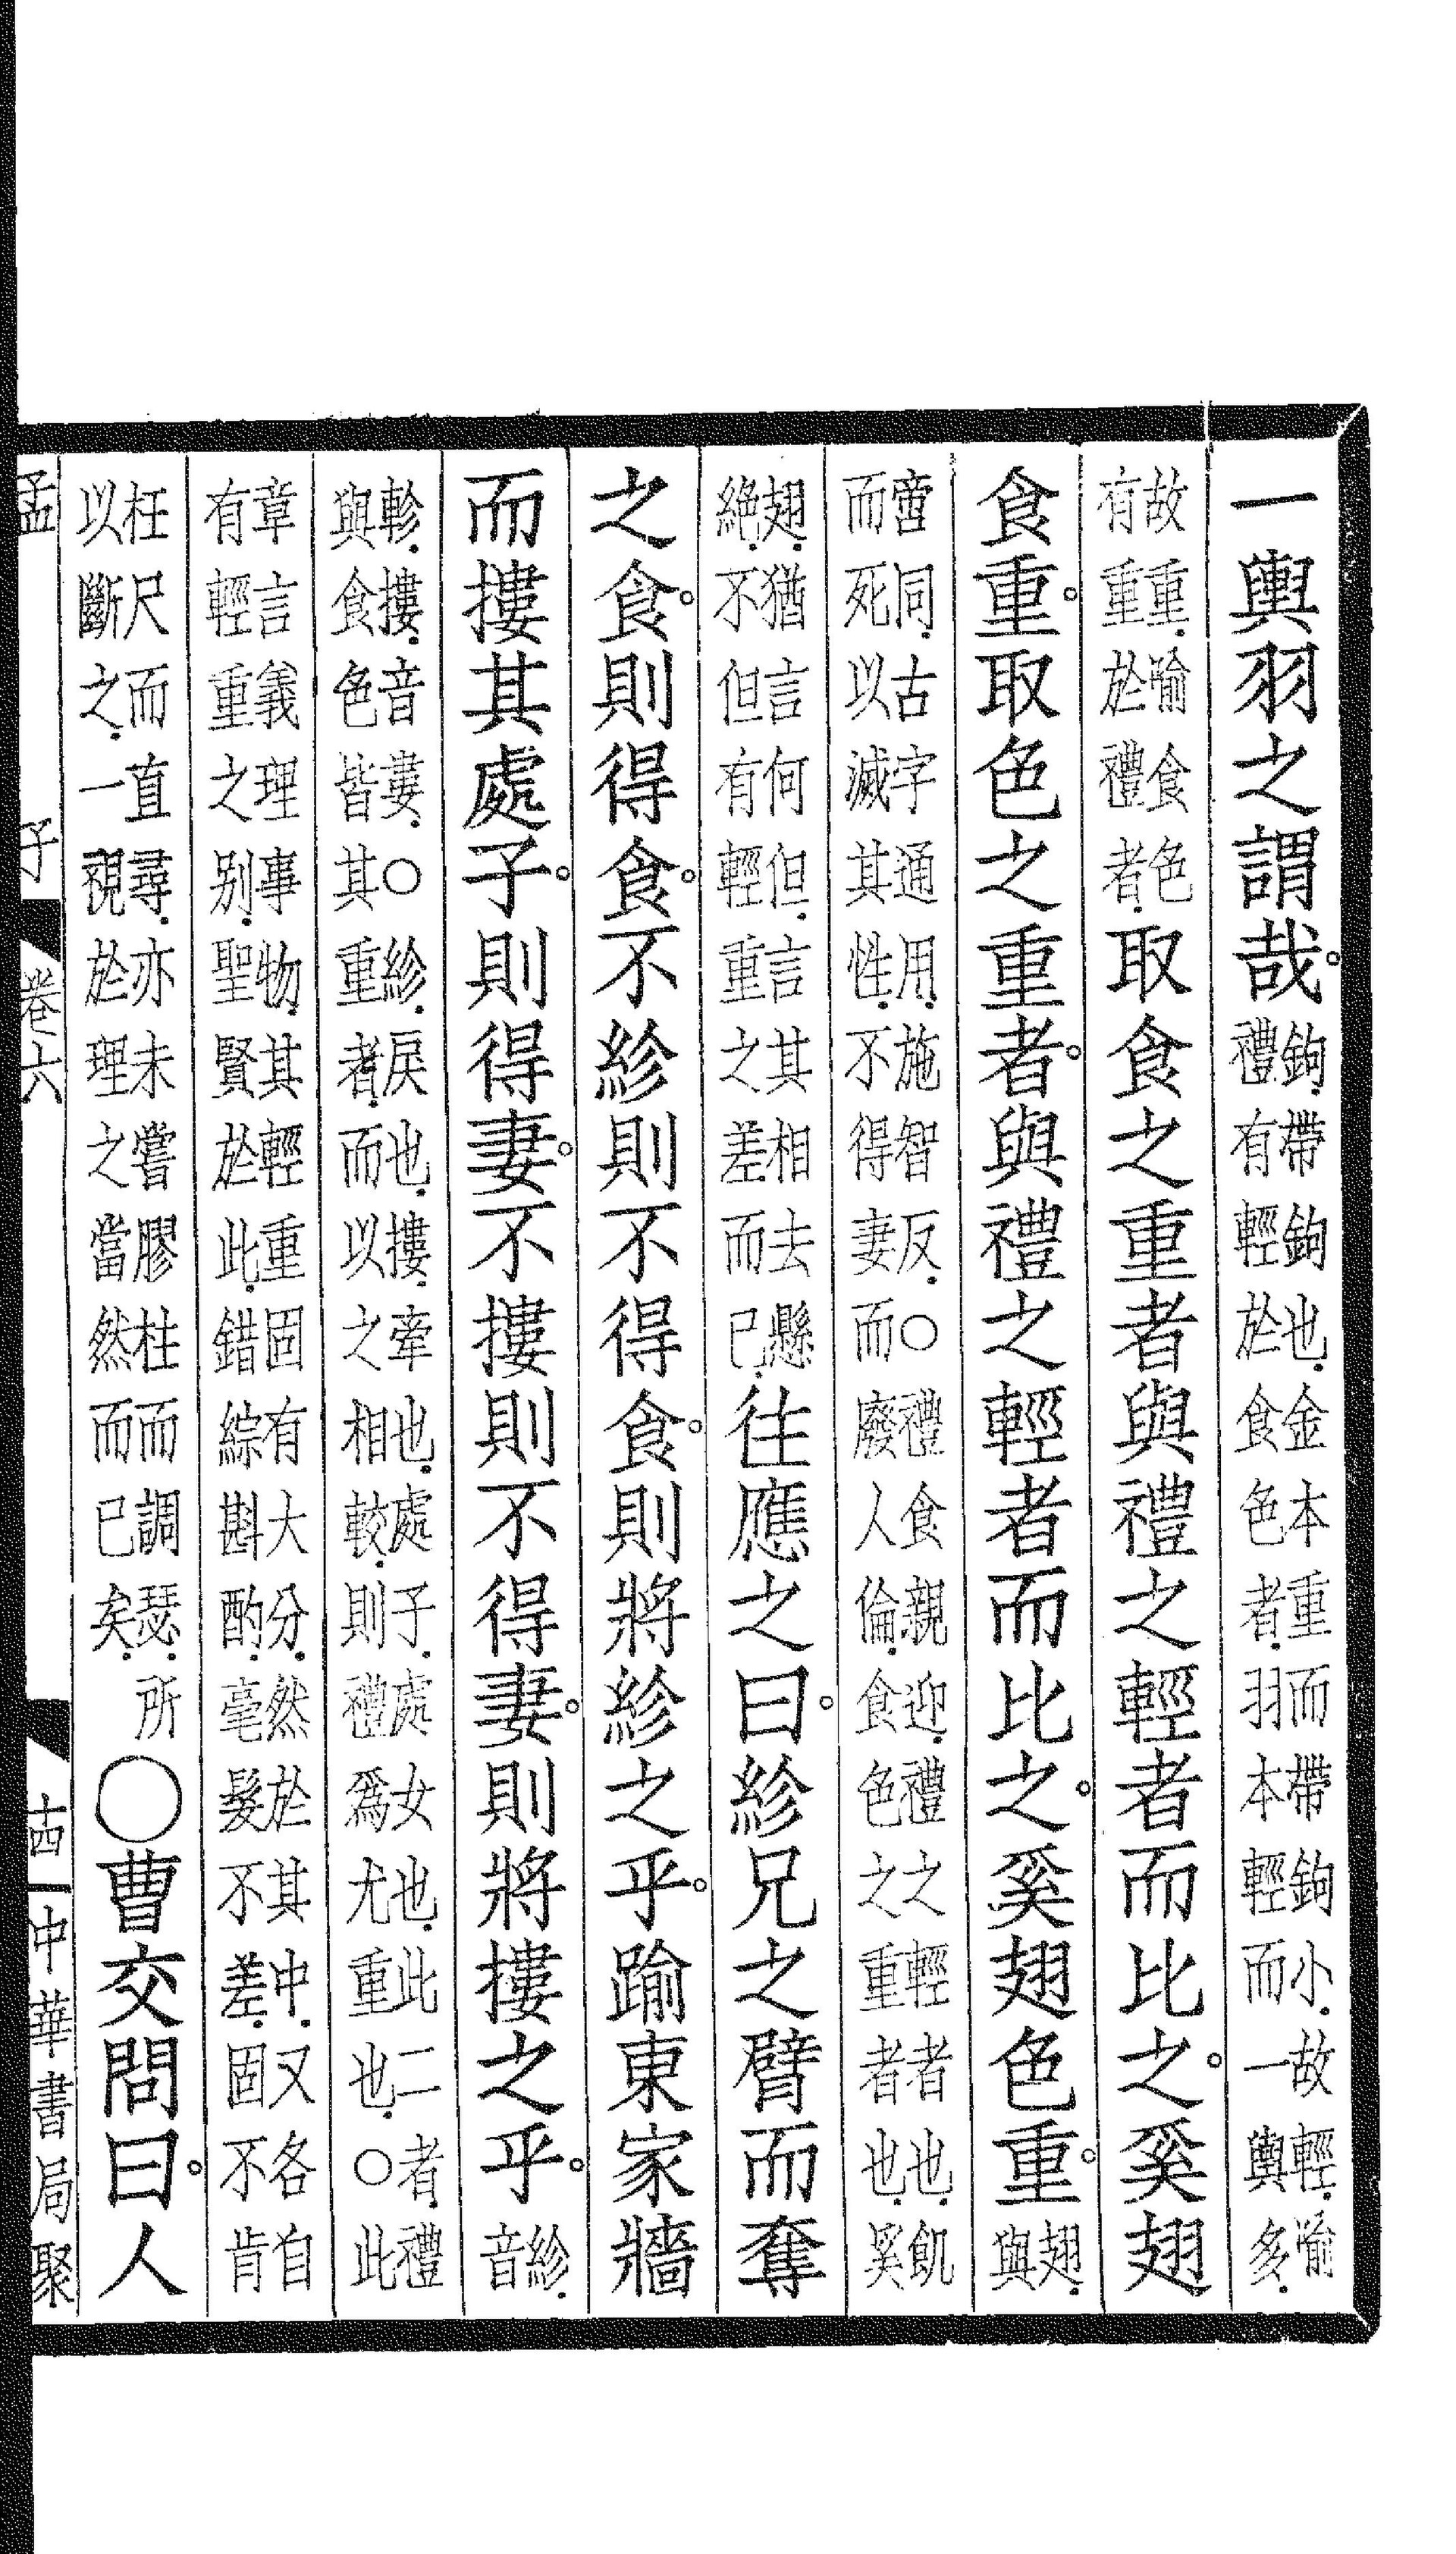 一輿羽之謂哉。鉤.帶鉤也.金本重而帶鉤小.故輕.喻禮有輕於食色者.羽本輕而一輿多.
故重.喻食色有重於禮者.取食之重者與禮之輕者而比之。奚翅
食重。取色之重者。與禮之輕者而比之。奚翅色重。翅.與
啻同.古字通用.施智反.○禮食親迎.禮之輕者也.飢而死以滅其性.不得妻而廢人倫.食色之重者也.奚
翅.猶言何但.言其相去懸絕.不但有輕重之差而已.往應之曰。紾兄之臂而奪
之食。則得食。不紾則不得食。則將紾之乎。踰東家牆
而摟其處子。則得妻。不摟則不得妻。則將摟之乎。紾.音
軫.摟.音婁.○紾.戾也.摟.牽也.處子.處女也.此二者.禮與食色皆其重者.而以之相較.則禮爲尤重也.○此
章言義理事物.其輕重固有大分.然於其中.又各自有輕重之別.聖賢於此.錯綜斟酌.毫髮不差.固不肯
枉尺而直尋.亦未嘗膠柱而調瑟.所以斷之.一視於理之當然而已矣.○曹交問曰。人
孟子 卷六 十四 中華書局聚